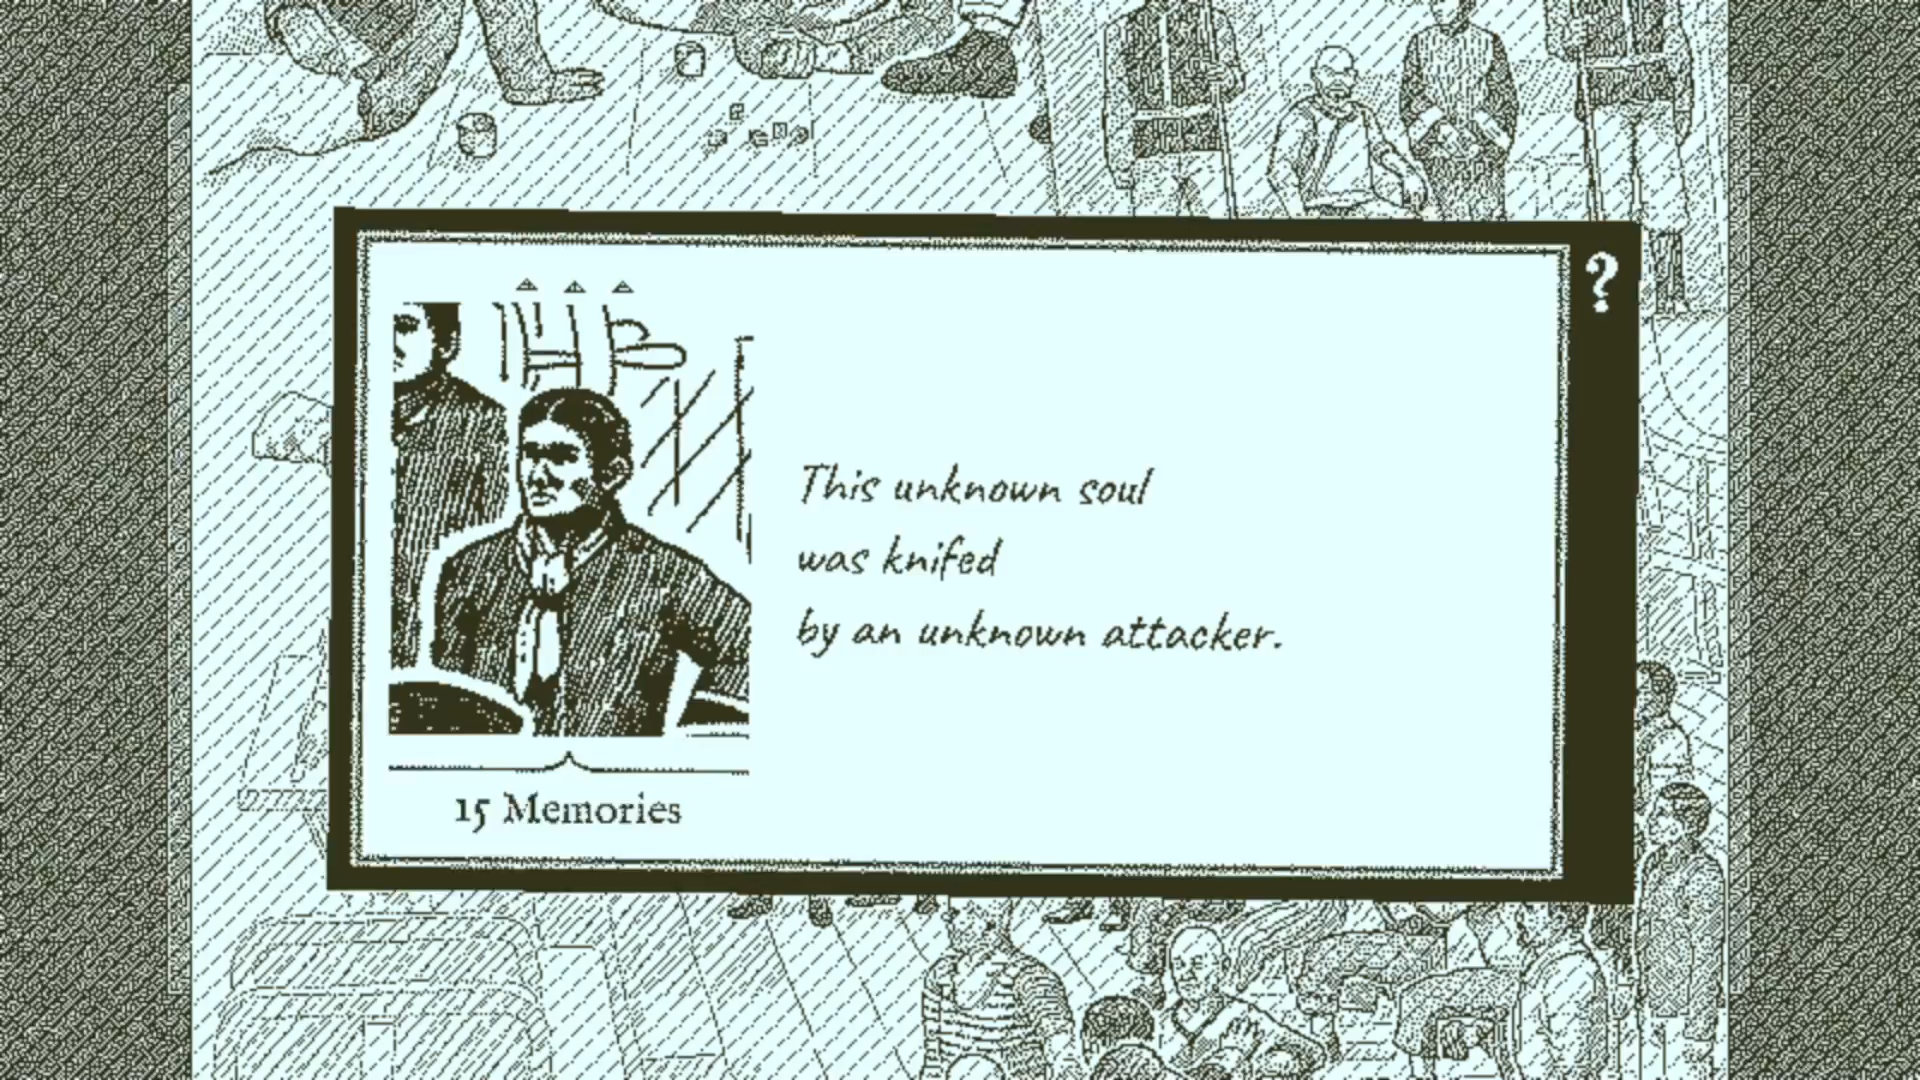 ?
This unknown soul
was knifed
by an unknown attacker.
15 Memories